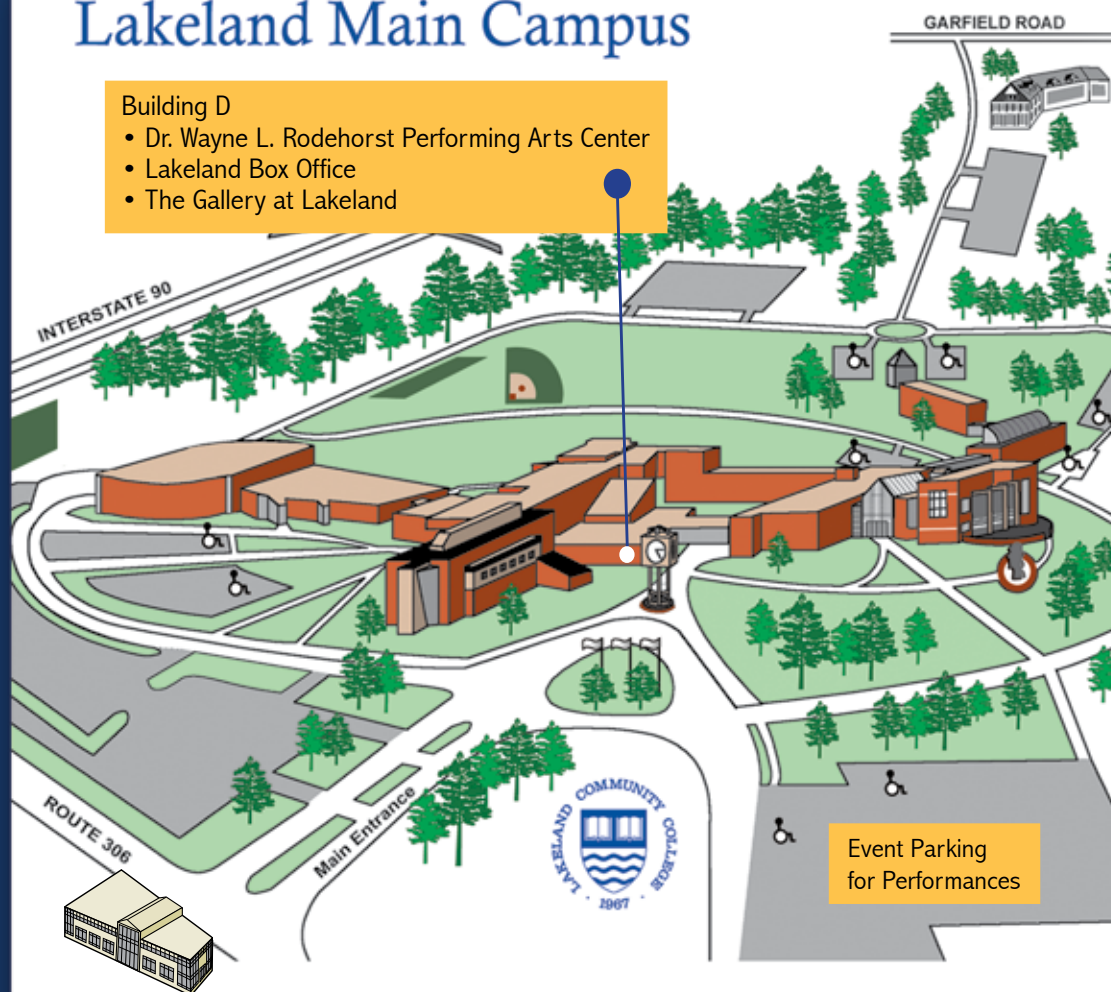 Lakeland Main Campus
GARFIELD ROAD
Building D
• Dr. Wayne L. Rodehorst Performing Arts Center
• Lakeland Box Office
• The Gallery at Lakeland
INTERSTATE 90
ROUTE 306
Main Entrance
LAKELAND COMMUNITY COLLEGE
· 1967 ·
Event Parking
for Performances